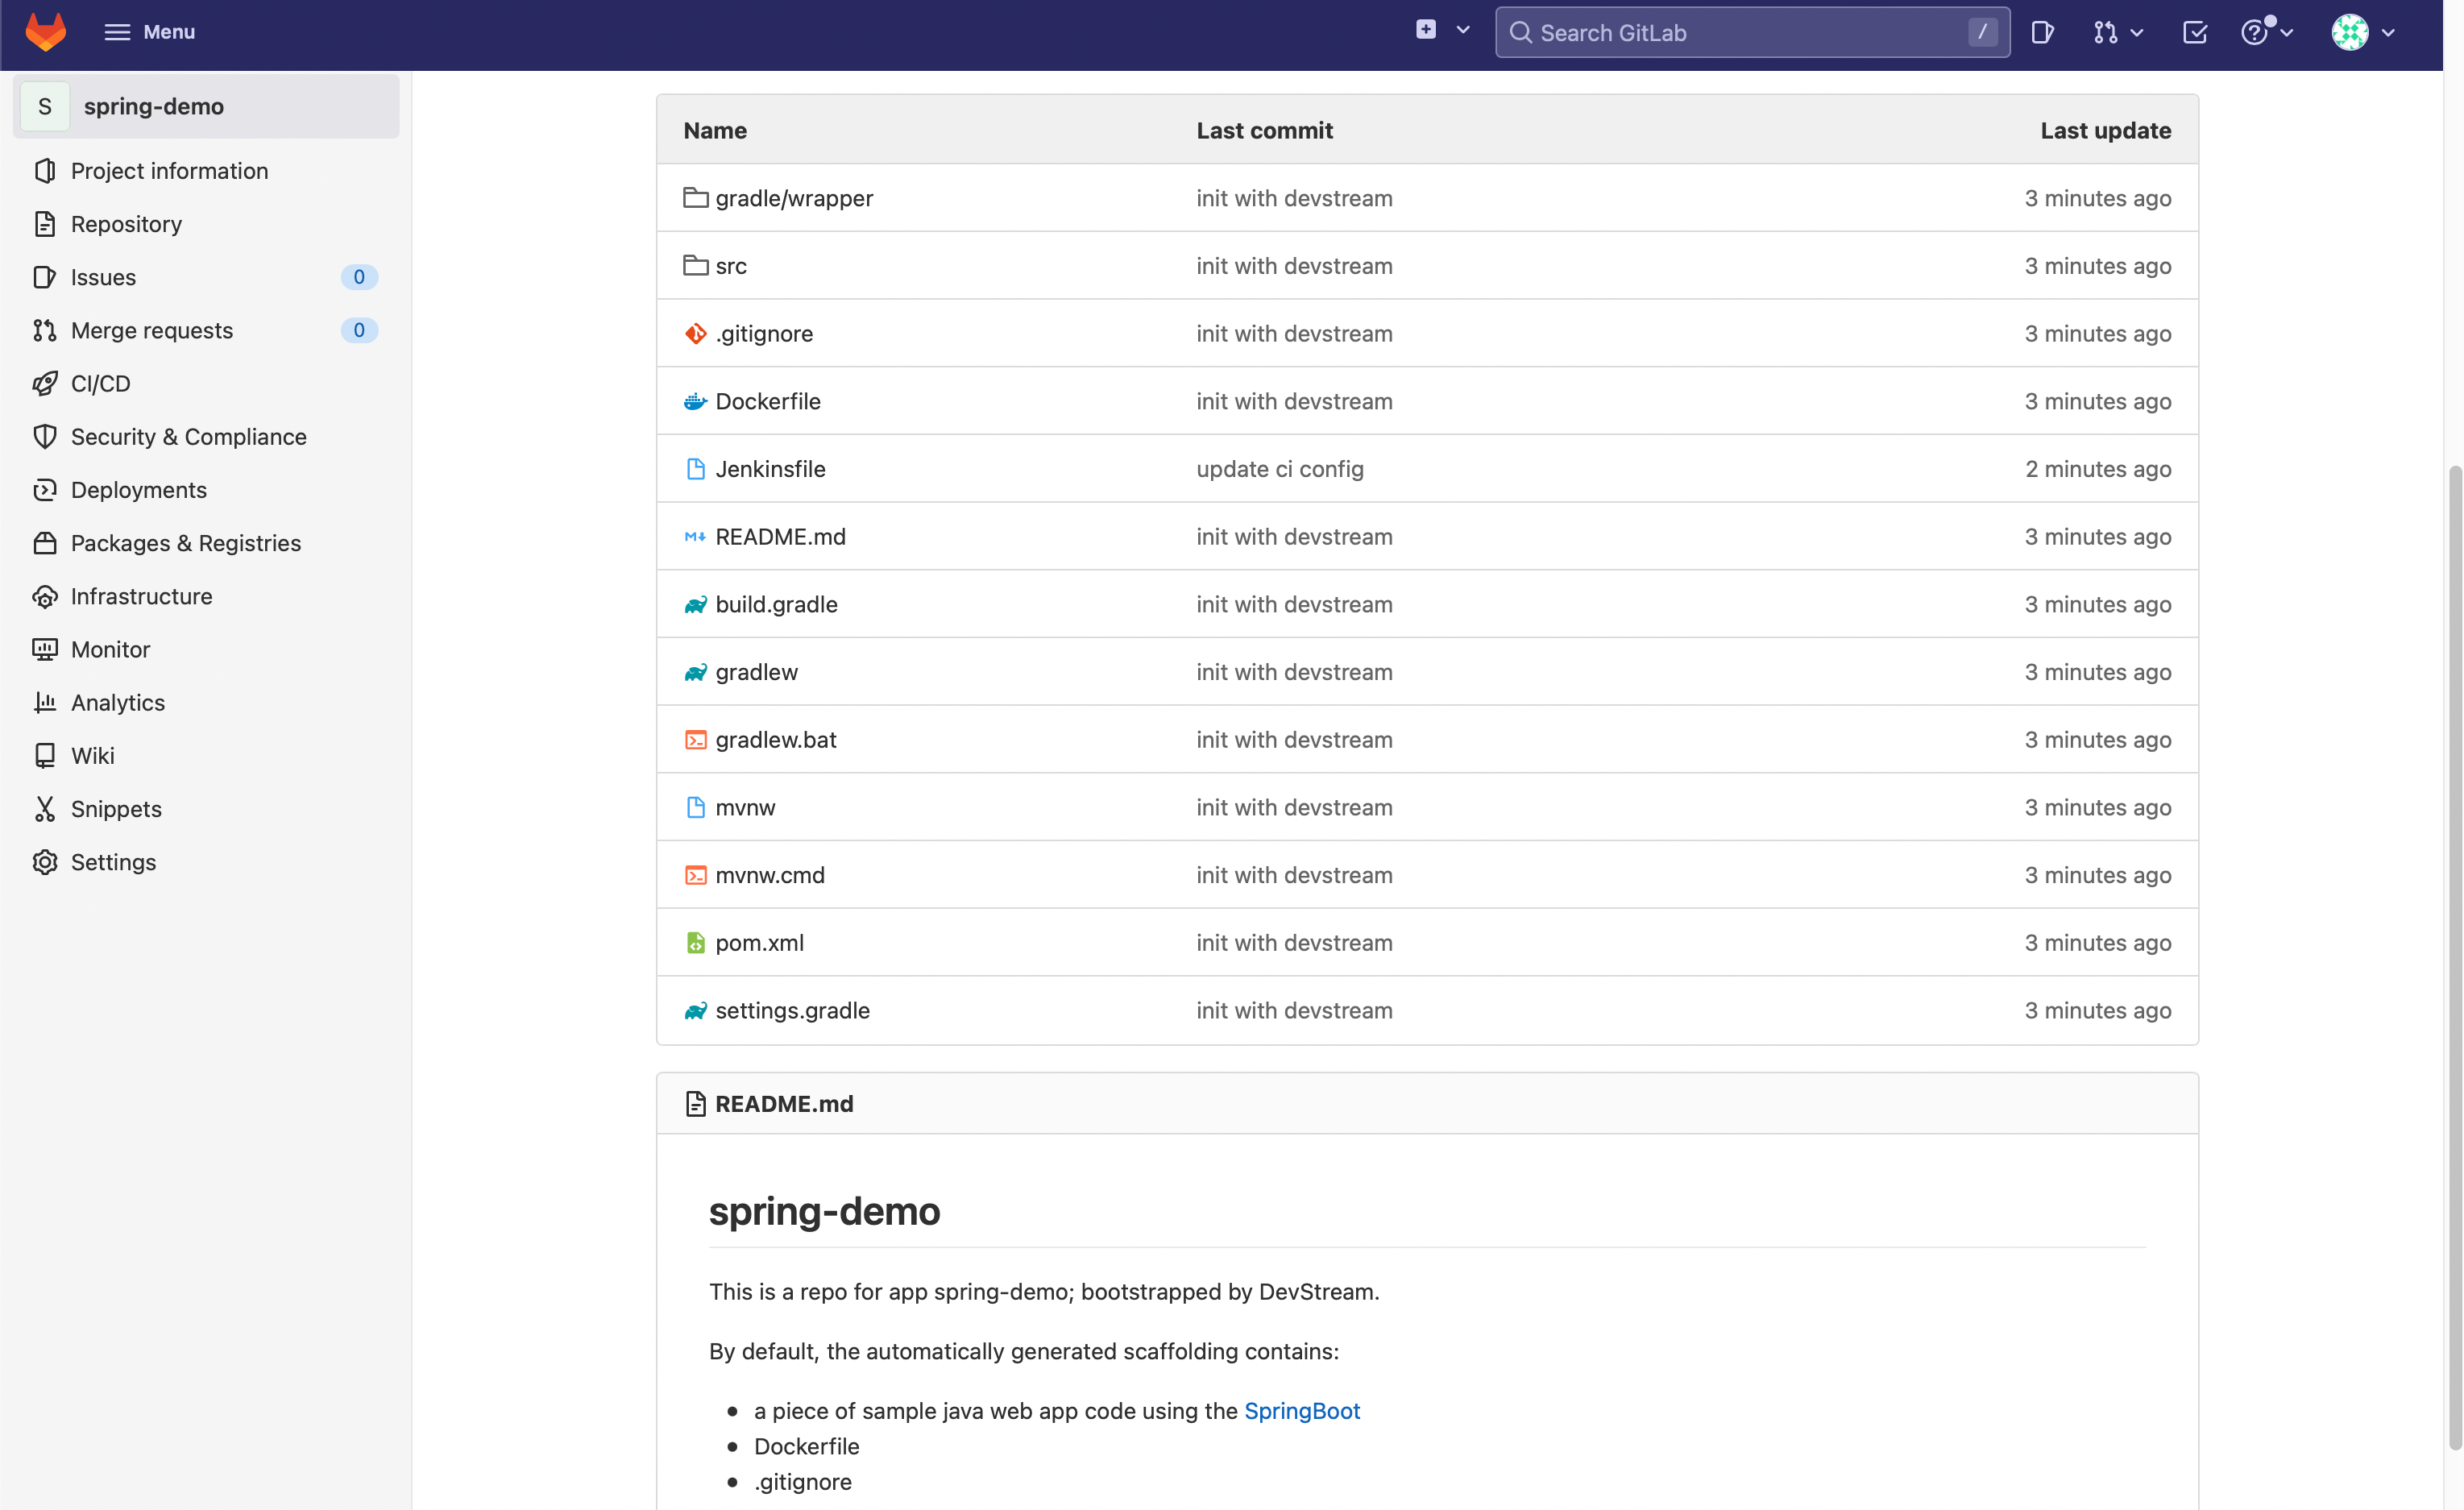 Menu
Search GitLab /
S spring-demo
Project information
Repository
Issues 0
Merge requests 0
CI/CD
Security & Compliance
Deployments
Packages & Registries
Infrastructure
Monitor
Analytics
Wiki
Snippets
Settings
Name Last commit Last update
gradle/wrapper init with devstream 3 minutes ago
src init with devstream 3 minutes ago
.gitignore init with devstream 3 minutes ago
Dockerfile init with devstream 3 minutes ago
Jenkinsfile update ci config 2 minutes ago
README.md init with devstream 3 minutes ago
build.gradle init with devstream 3 minutes ago
gradlew init with devstream 3 minutes ago
gradlew.bat init with devstream 3 minutes ago
mvnw init with devstream 3 minutes ago
mvnw.cmd init with devstream 3 minutes ago
pom.xml init with devstream 3 minutes ago
settings.gradle init with devstream 3 minutes ago
README.md
spring-demo
This is a repo for app spring-demo; bootstrapped by DevStream.
By default, the automatically generated scaffolding contains:
• a piece of sample java web app code using the SpringBoot
• Dockerfile
• .gitignore